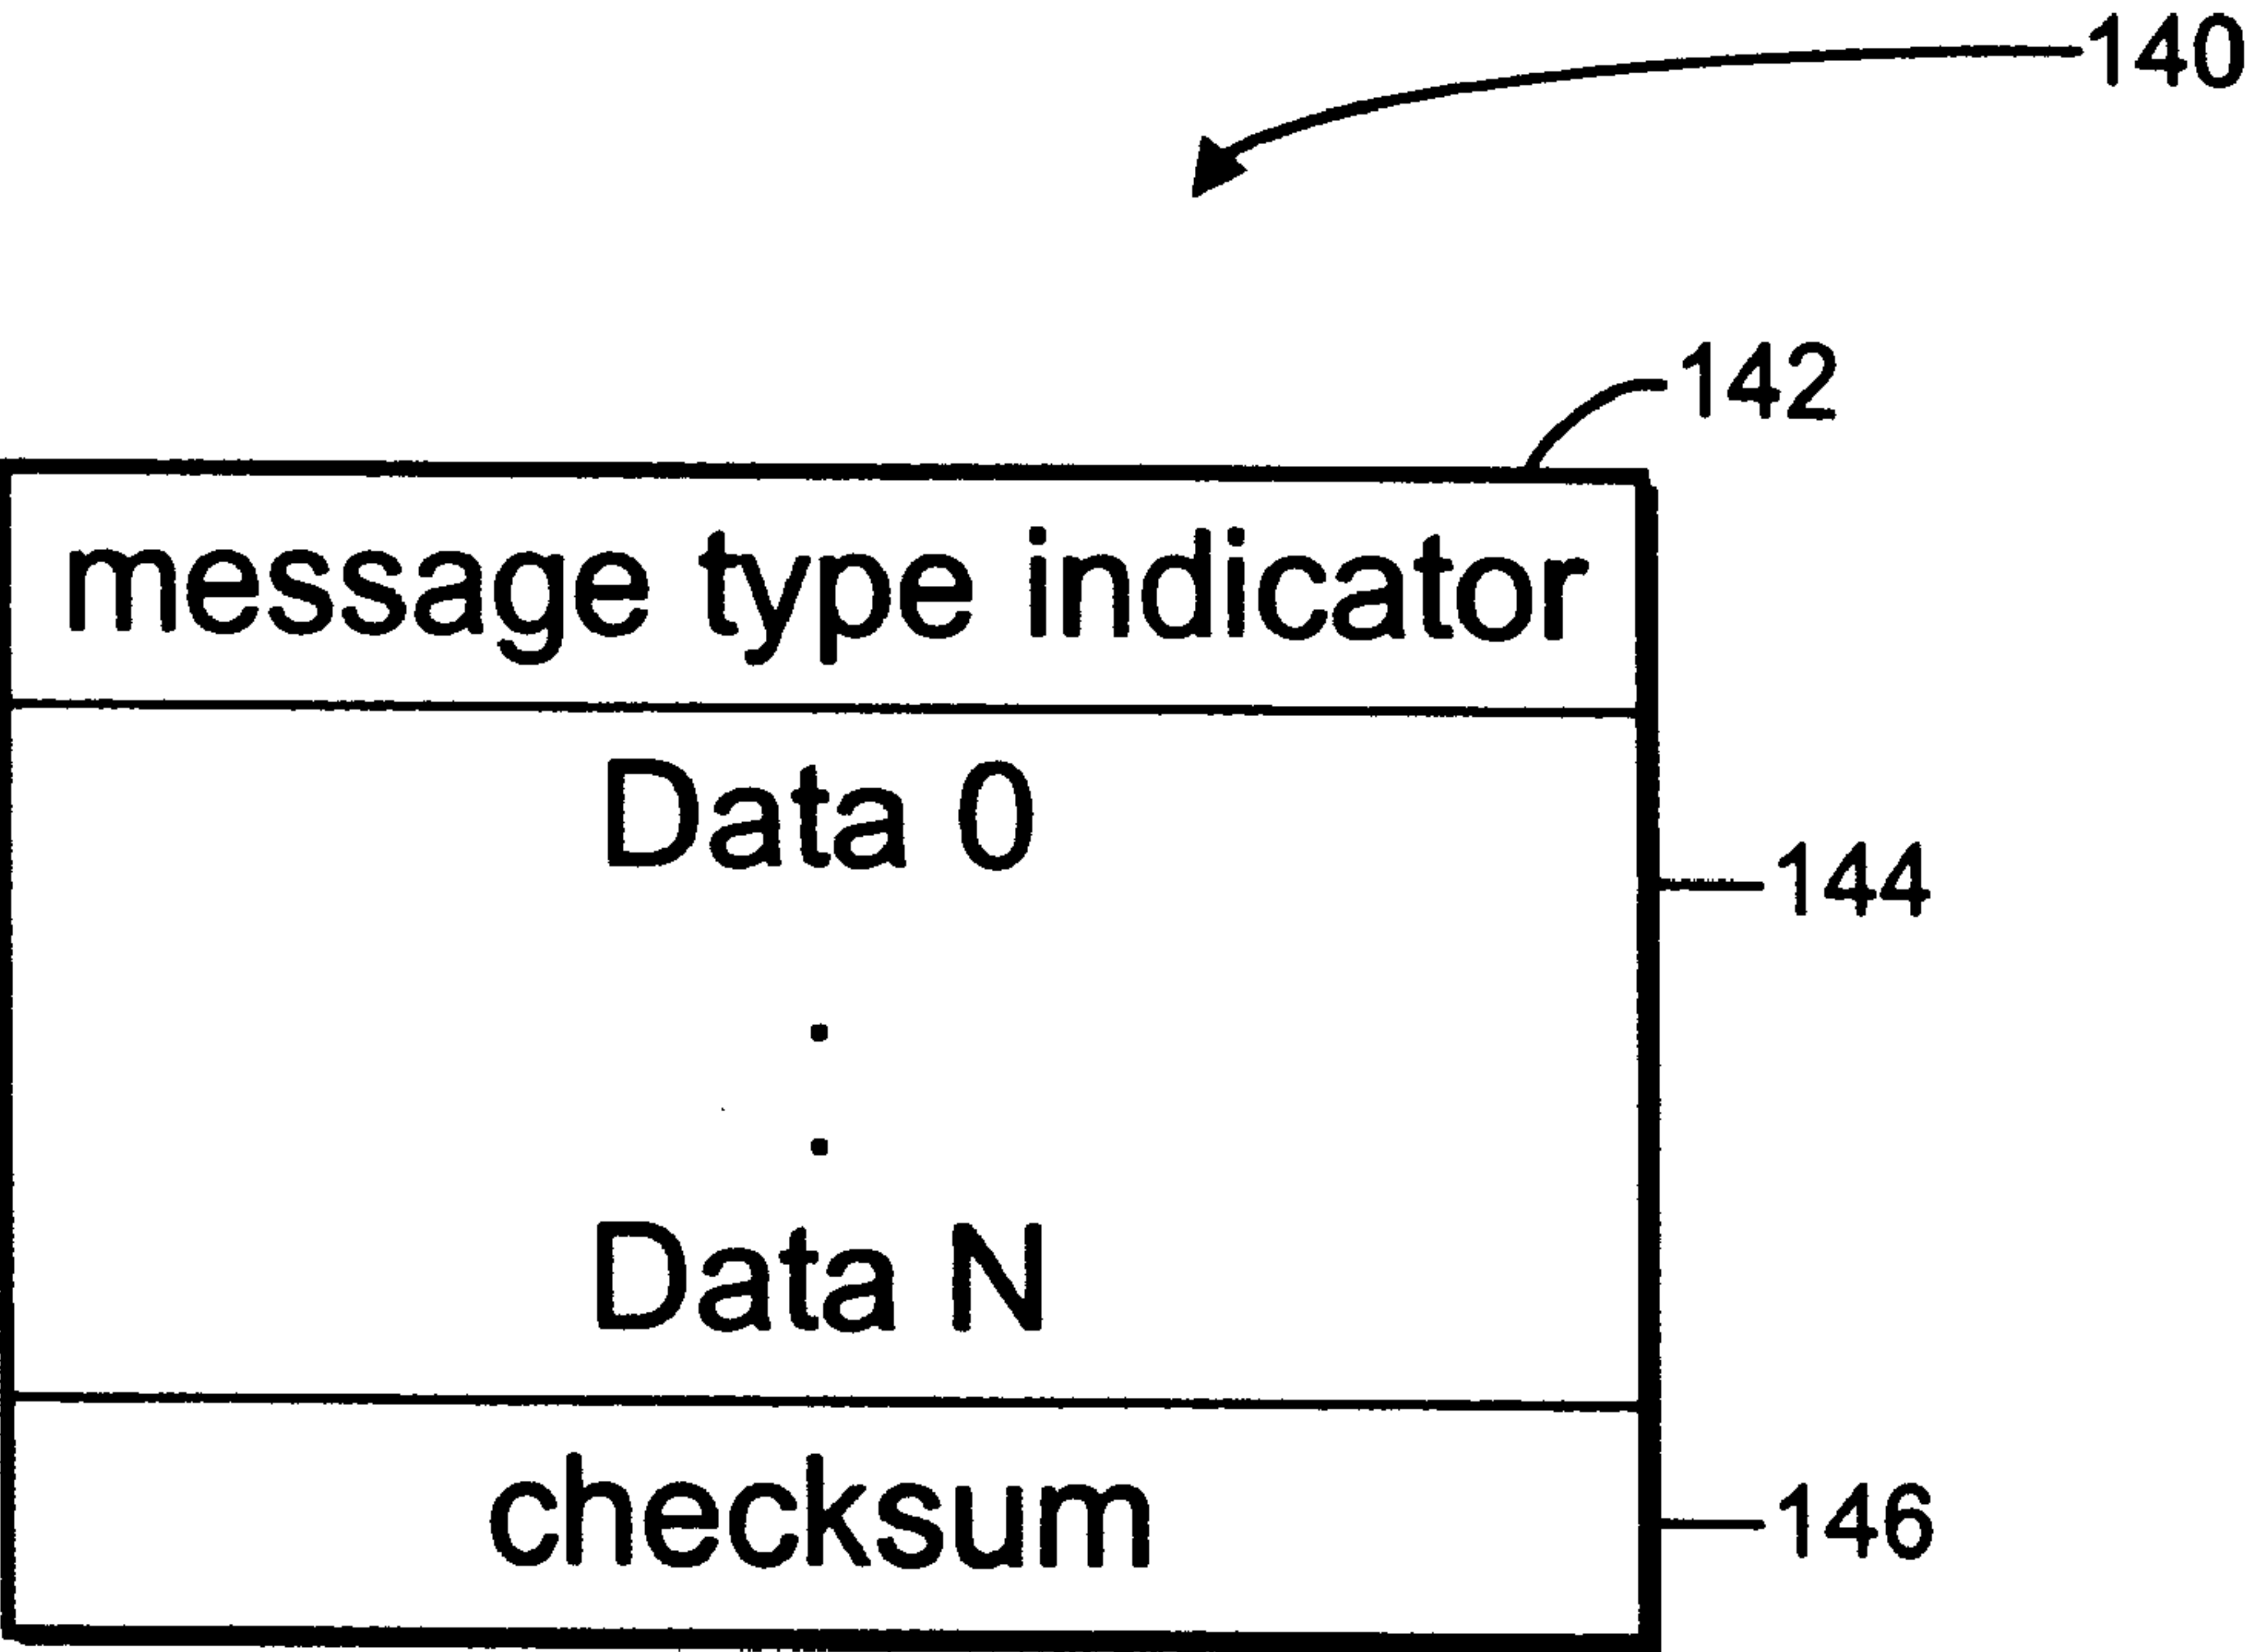 140
142
message type indicator
Data 0
144
.
.
Data N
checksum
146